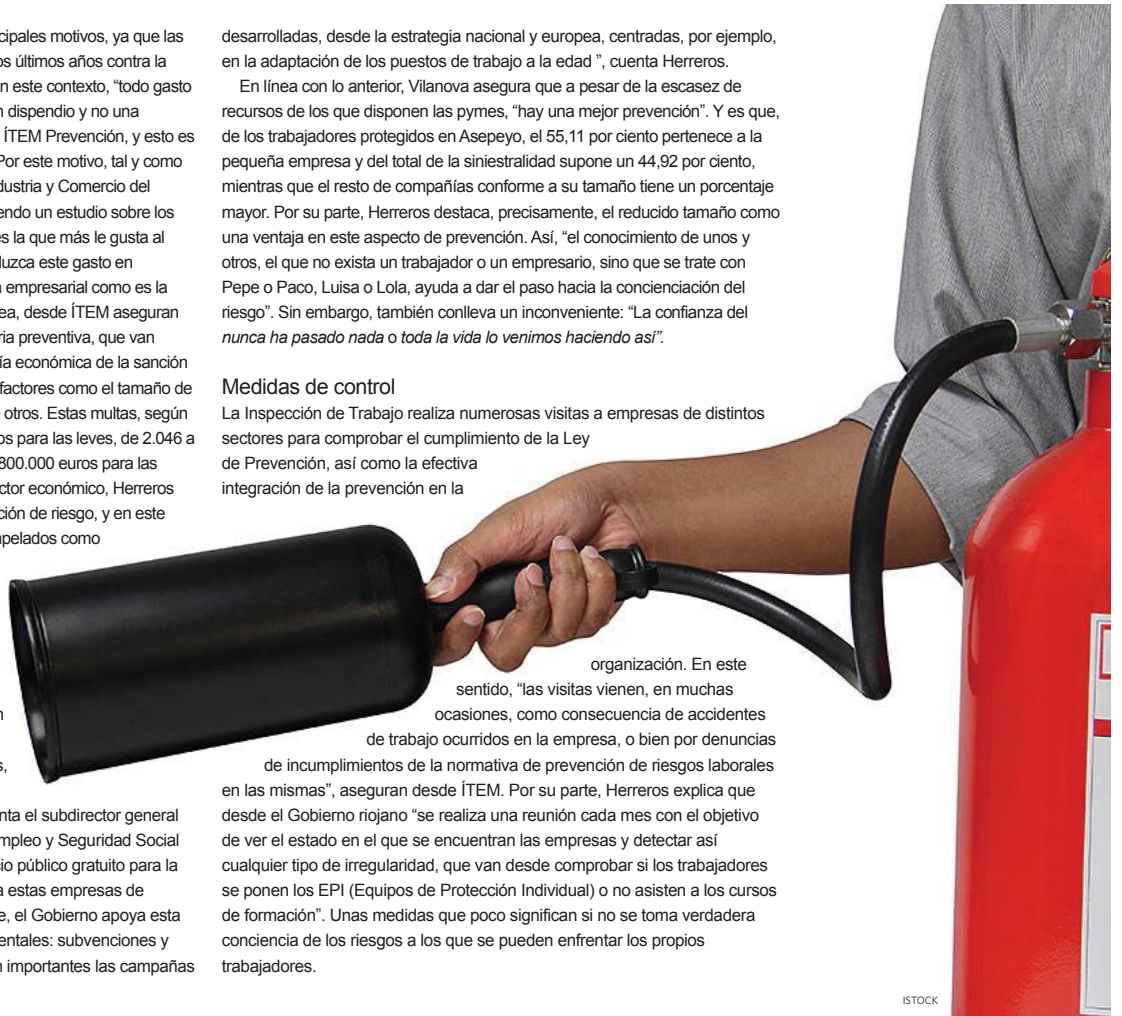 cipales motivos, ya que las
os últimos años contra la
n este contexto, “todo gasto
n dispendio y no una
ÍTEM Prevención, y esto es
Por este motivo, tal y como
dustria y Comercio del
endo un estudio sobre los
es la que más le gusta al
duzca este gasto en
a empresarial como es la
ea, desde ÍTEM aseguran
ria preventiva, que van
ía económica de la sanción
factores como el tamaño de
otros. Estas multas, según
os para las leves, de 2.046 a
800.000 euros para las
ctor económico, Herreros
ción de riesgo, y en este
pelados como
n
s,
nta el subdirector general
mpleo y Seguridad Social
io público gratuito para la
a estas empresas de
e, el Gobierno apoya esta
entales: subvenciones y
n importantes las campañas
desarrolladas, desde la estrategia nacional y europea, centradas, por ejemplo,
en la adaptación de los puestos de trabajo a la edad ”, cuenta Herreros.
En línea con lo anterior, Vilanova asegura que a pesar de la escasez de
recursos de los que disponen las pymes, “hay una mejor prevención”. Y es que,
de los trabajadores protegidos en Asepeyo, el 55,11 por ciento pertenece a la
pequeña empresa y del total de la siniestralidad supone un 44,92 por ciento,
mientras que el resto de compañías conforme a su tamaño tiene un porcentaje
mayor. Por su parte, Herreros destaca, precisamente, el reducido tamaño como
una ventaja en este aspecto de prevención. Así, “el conocimiento de unos y
otros, el que no exista un trabajador o un empresario, sino que se trate con
Pepe o Paco, Luisa o Lola, ayuda a dar el paso hacia la concienciación del
riesgo”. Sin embargo, también conlleva un inconveniente: “La confianza del
nunca ha pasado nada o toda la vida lo venimos haciendo así”.
Medidas de control
La Inspección de Trabajo realiza numerosas visitas a empresas de distintos
sectores para comprobar el cumplimiento de la Ley
de Prevención, así como la efectiva
integración de la prevención en la
organización. En este
sentido, “las visitas vienen, en muchas
ocasiones, como consecuencia de accidentes
de trabajo ocurridos en la empresa, o bien por denuncias
de incumplimientos de la normativa de prevención de riesgos laborales
en las mismas”, aseguran desde ÍTEM. Por su parte, Herreros explica que
desde el Gobierno riojano “se realiza una reunión cada mes con el objetivo
de ver el estado en el que se encuentran las empresas y detectar así
cualquier tipo de irregularidad, que van desde comprobar si los trabajadores
se ponen los EPI (Equipos de Protección Individual) o no asisten a los cursos
de formación”. Unas medidas que poco significan si no se toma verdadera
conciencia de los riesgos a los que se pueden enfrentar los propios
trabajadores.
ISTOCK